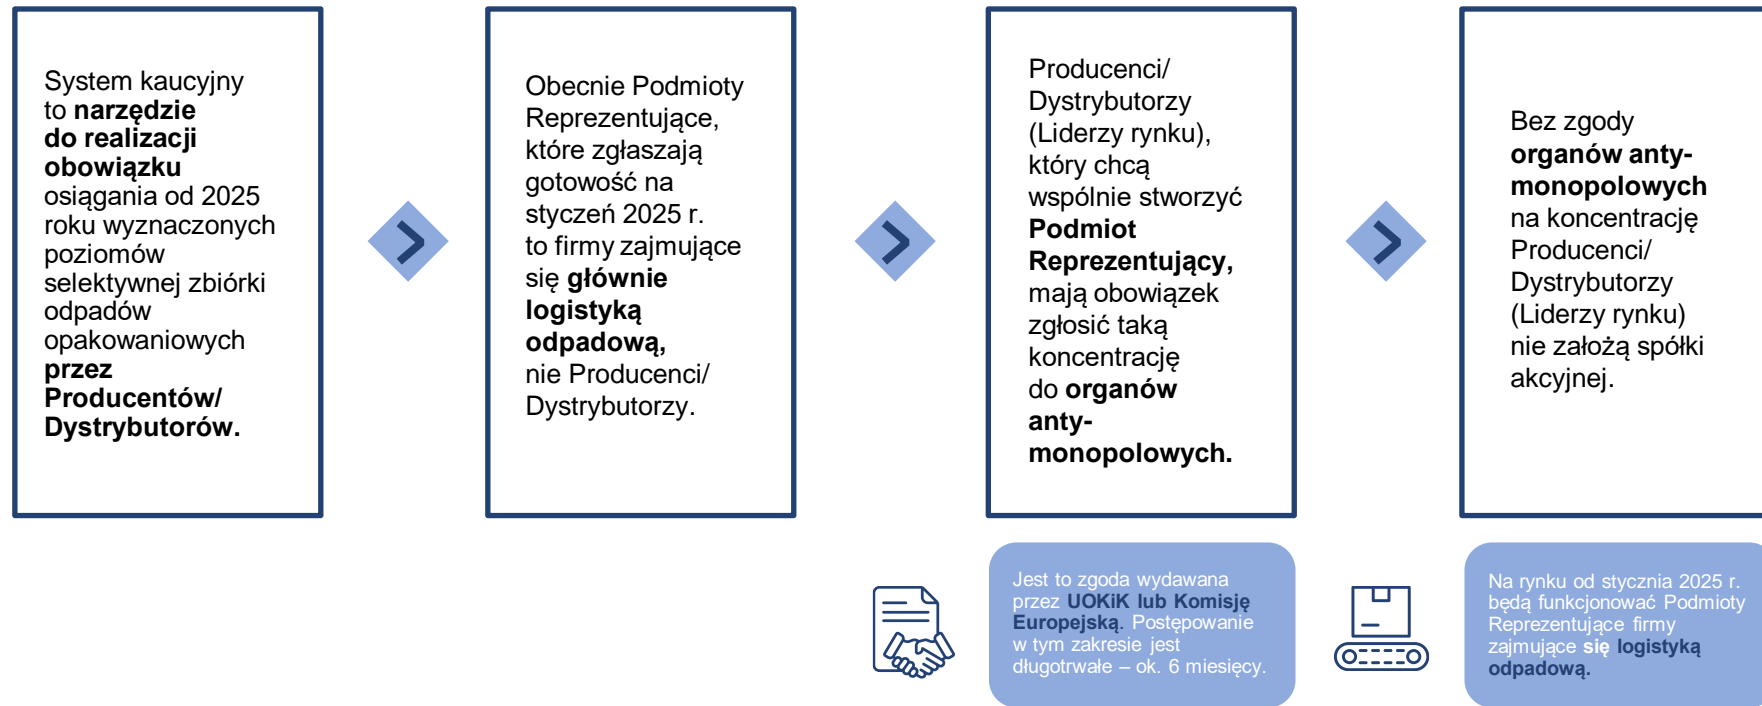 System kaucyjny
to narzędzie
do realizacji
obowiązku
osiągania od 2025
roku wyznaczonych
poziomów
selektywnej zbiórki
odpadów
opakowaniowych
przez
Producentów/
Dystrybutorów.
Obecnie Podmioty
Reprezentujące,
które zgłaszają
gotowość na
styczeń 2025 r.
to firmy zajmujące
się głównie
logistyką
odpadową,
nie Producenci/
Dystrybutorzy.
Producenci/
Dystrybutorzy
(Liderzy rynku),
który chcą
wspólnie stworzyć
Podmiot
Reprezentujący,
mają obowiązek
zgłosić taką
koncentrację
do organów
anty-
monopolowych.
Jest to zgoda wydawana
przez UOKiK lub Komisję
Europejską. Postępowanie
w tym zakresie jest
długotrwałe – ok. 6 miesięcy.
Bez zgody
organów anty-
monopolowych
na koncentrację
Producenci/
Dystrybutorzy
(Liderzy rynku)
nie założą spółki
akcyjnej.
Na rynku od stycznia 2025 r.
będą funkcjonować Podmioty
Reprezentujące firmy
zajmujące się logistyką
odpadową.